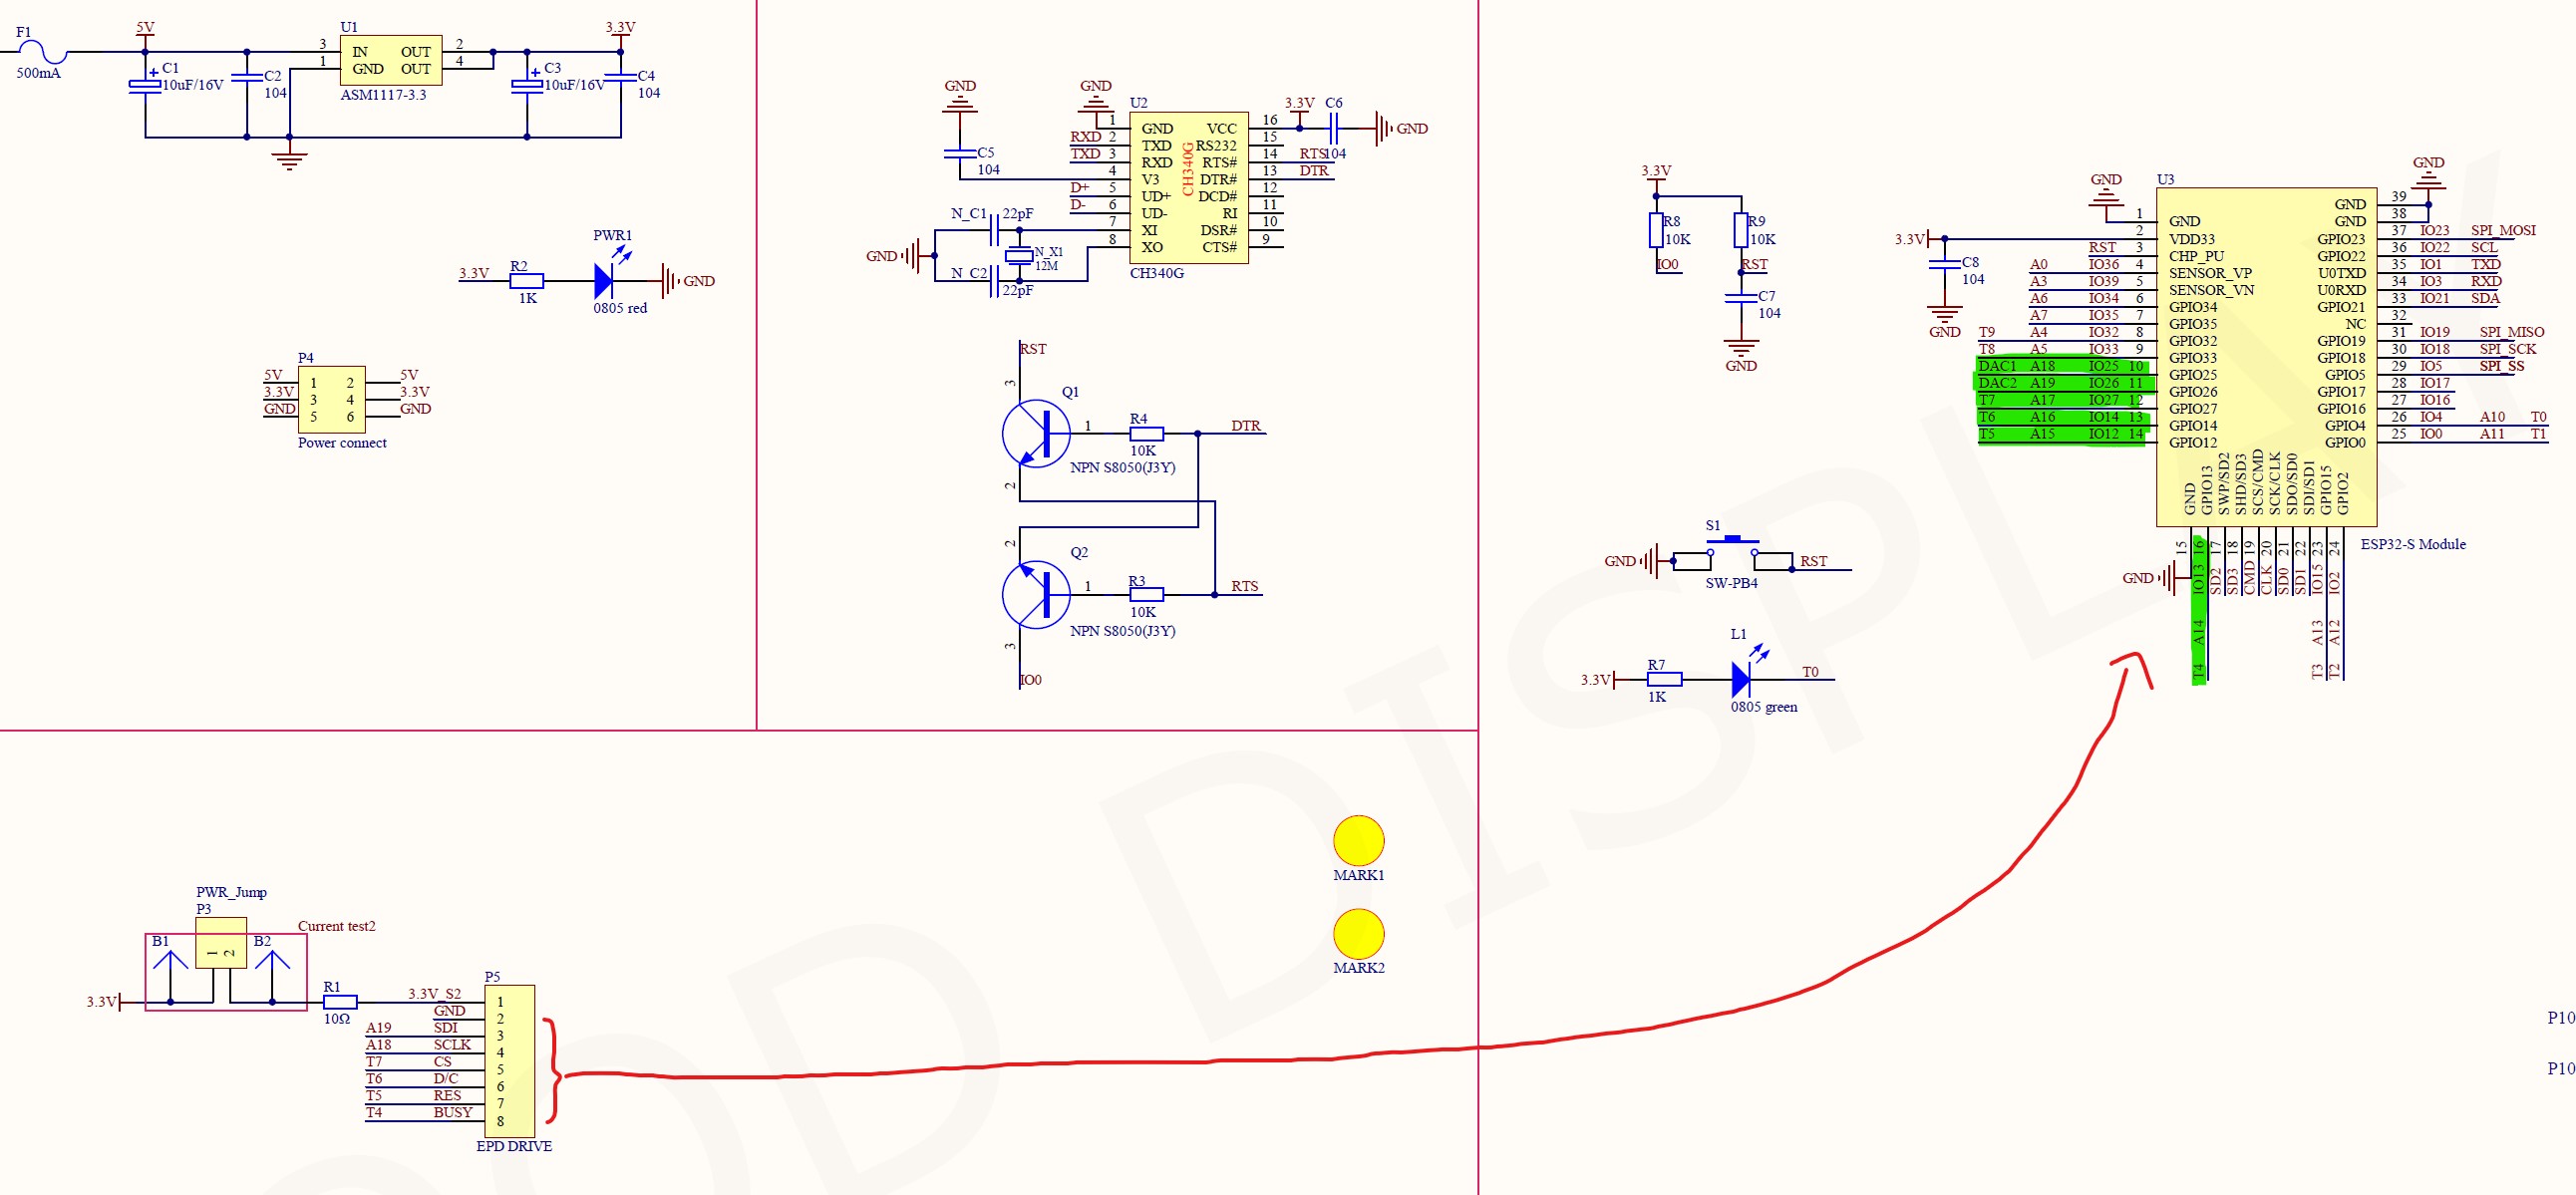 F1
500mA
5V
C1
10uF/16V
C2
104
U1
3 IN OUT 2
1 GND OUT 4
ASM1117-3.3
3.3V
C3
10uF/16V
C4
104
3.3V
R2
1K
PWR1
0805 red
GND
P4
5V 1 2 5V
3.3V 3 4 3.3V
GND 5 6 GND
Power connect
GND
C5
104
GND
U2
CH340G
1 GND VCC 16
RXD 2 TXD RS232 15
TXD 3 RXD RTS# 14 RTS
4 V3 DTR# 13 DTR
D+ 5 UD+ DCD# 12
D- 6 UD- RI 11
7 XI DSR# 10
8 XO CTS# 9
CH340G
3.3V
C6
104
GND
N_C1
22pF
GND
N_X1
12M
N_C2
22pF
RST
3
Q1
1
R4
10K
DTR
NPN S8050(J3Y)
2
2
Q2
1
R3
10K
RTS
NPN S8050(J3Y)
3
IO0
3.3V
R8
10K
R9
10K
IO0
RST
C7
104
GND
S1
GND
RST
SW-PB4
L1
3.3V
R7
1K
T0
0805 green
GND
U3
GND
3.3V
C8
104
GND
1 GND
2 VDD33
RST 3 CHP_PU
A0 IO36 4 SENSOR_VP
A3 IO39 5 SENSOR_VN
A6 IO34 6 GPIO34
A7 IO35 7 GPIO35
T9 A4 IO32 8 GPIO32
T8 A5 IO33 9 GPIO33
DAC1 A18 IO25 10 GPIO25
DAC2 A19 IO26 11 GPIO26
T7 A17 IO27 12 GPIO27
T6 A16 IO14 13 GPIO14
T5 A15 IO12 14 GPIO12
GND 39
GND 38
GPIO23 37 IO23 SPI_MOSI
GPIO22 36 IO22 SCL
U0TXD 35 IO1 TXD
U0RXD 34 IO3 RXD
GPIO21 33 IO21 SDA
NC 32
GPIO19 31 IO19 SPI_MISO
GPIO18 30 IO18 SPI_SCK
GPIO5 29 IO5 SPI_SS
GPIO17 28 IO17
GPIO16 27 IO16
GPIO4 26 IO4 A10 T0
GPIO0 25 IO0 A11 T1
GND 15
GPIO13 16 IO13 A14 T4
SWP/SD2 17 SD2
SHD/SD3 18 SD3
SCS/CMD 19 CMD
SCK/CLK 20 CLK
SDO/SD0 21 SD0
SDI/SD1 22 SD1
GPIO15 23 IO15 A13 T3
GPIO2 24 IO2 A12 T2
GND
ESP32-S Module
MARK1
MARK2
PWR_Jump
P3
Current test2
B1
1
2
B2
3.3V
R1
10Ω
P5
3.3V_S2 1
GND 2
A19 SDI 3
A18 SCLK 4
T7 CS 5
T6 D/C 6
T5 RES 7
T4 BUSY 8
EPD DRIVE
P10
P10
OOD DISPLAY